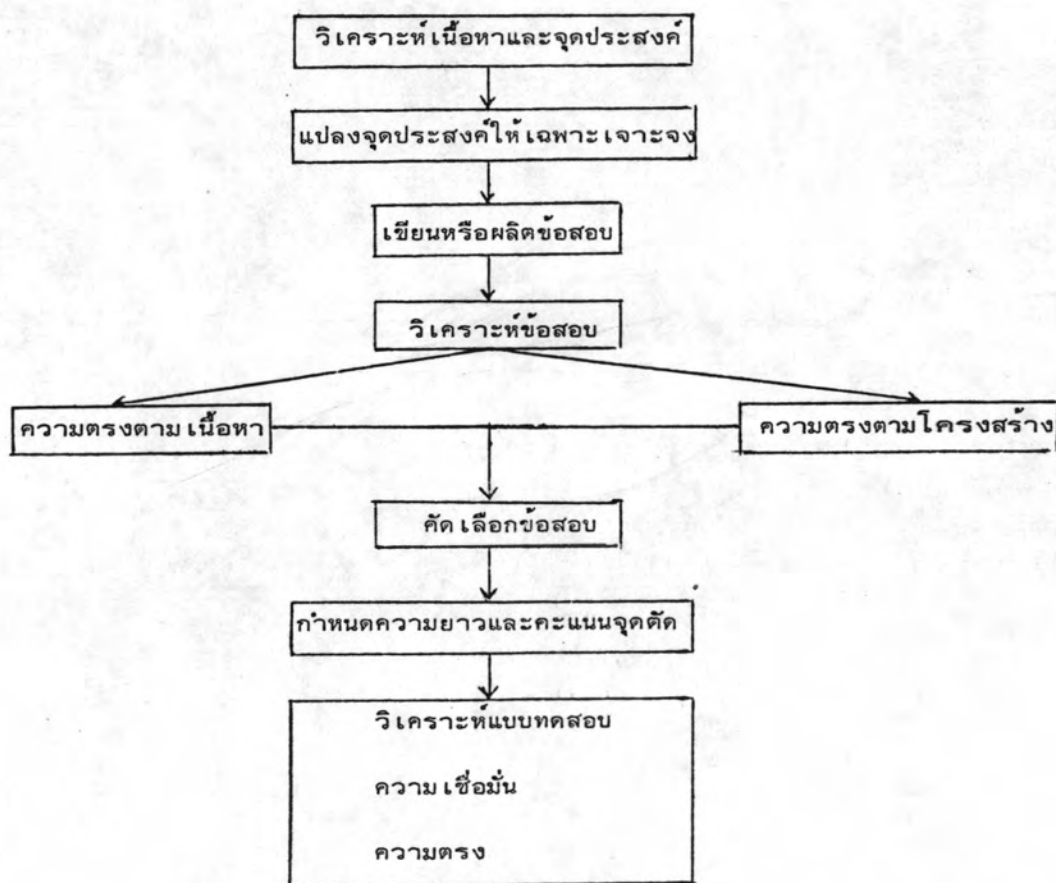 วิเคราะห์เนื้อหาและจุดประสงค์
แปลงจุดประสงค์ให้เฉพาะเจาะจง
เขียนหรือผลิตข้อสอบ
วิเคราะห์ข้อสอบ
ความตรงตามเนื้อหา
ความตรงตามโครงสร้าง
คัดเลือกข้อสอบ
กำหนดความยาวและคะแนนจุดตัด
วิเคราะห์แบบทดสอบ
ความเชื่อมั่น
ความตรง